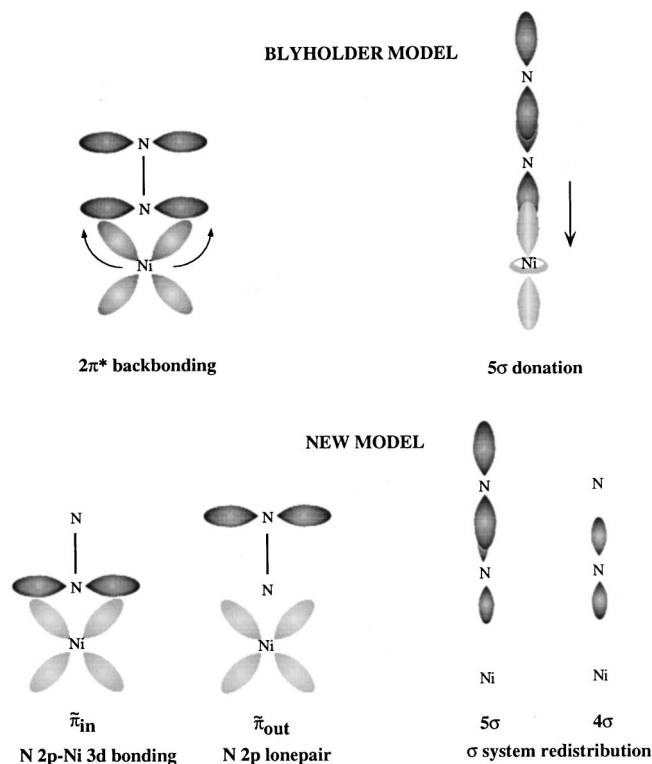 BLYHOLDER MODEL
N
N
Ni
2π* backbonding
N
N
Ni
5σ donation
NEW MODEL
N
N
Ni
π̃in
N 2p-Ni 3d bonding
N
N
Ni
π̃out
N 2p lonepair
N
N
Ni
5σ
N
N
Ni
4σ
σ system redistribution